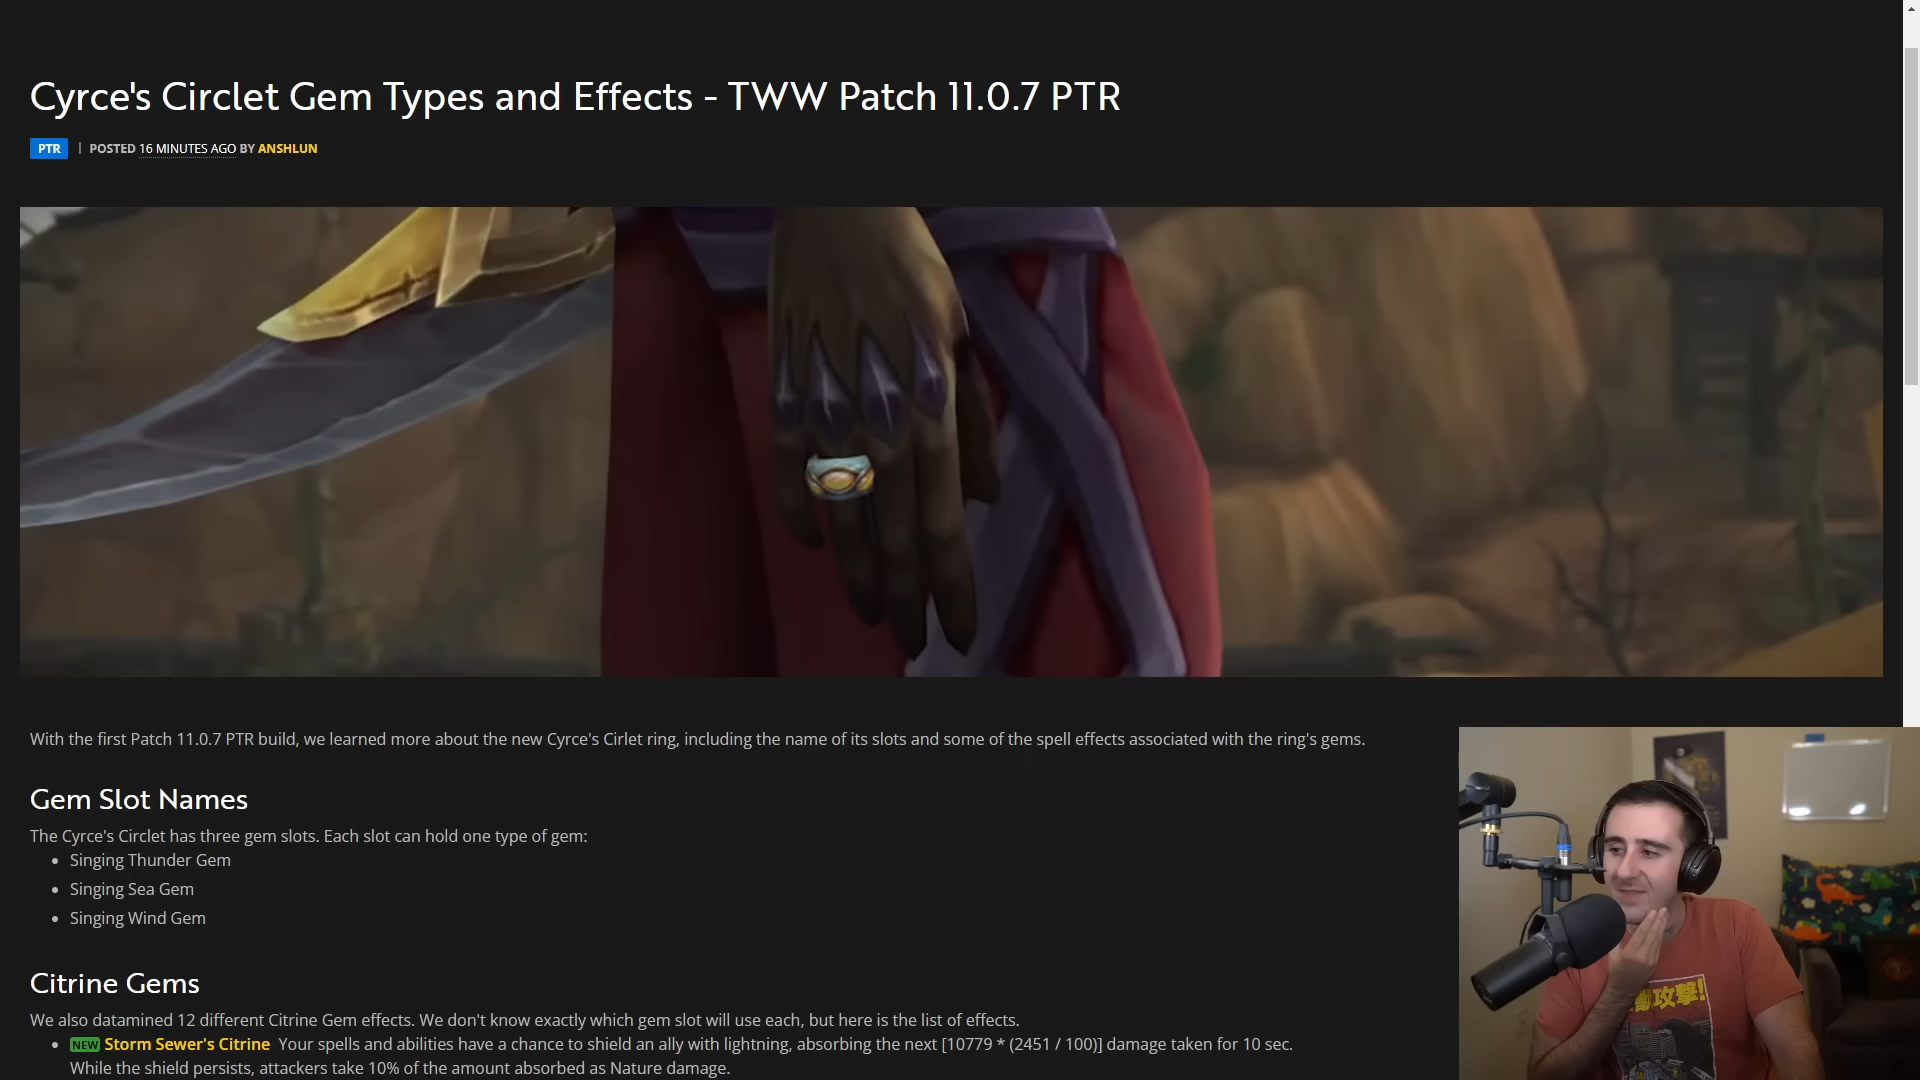 Cyrce's Circlet Gem Types and Effects - TWW Patch 11.0.7 PTR
PTR | POSTED 16 MINUTES AGO BY ANSHLUN
With the first Patch 11.0.7 PTR build, we learned more about the new Cyrce's Cirlet ring, including the name of its slots and some of the spell effects associated with the ring's gems.
Gem Slot Names
The Cyrce's Circlet has three gem slots. Each slot can hold one type of gem:
• Singing Thunder Gem
• Singing Sea Gem
• Singing Wind Gem
Citrine Gems
We also datamined 12 different Citrine Gem effects. We don't know exactly which gem slot will use each, but here is the list of effects.
• NEW Storm Sewer's Citrine Your spells and abilities have a chance to shield an ally with lightning, absorbing the next [10779 * (2451 / 100)] damage taken for 10 sec.
While the shield persists, attackers take 10% of the amount absorbed as Nature damage.
攻撃!